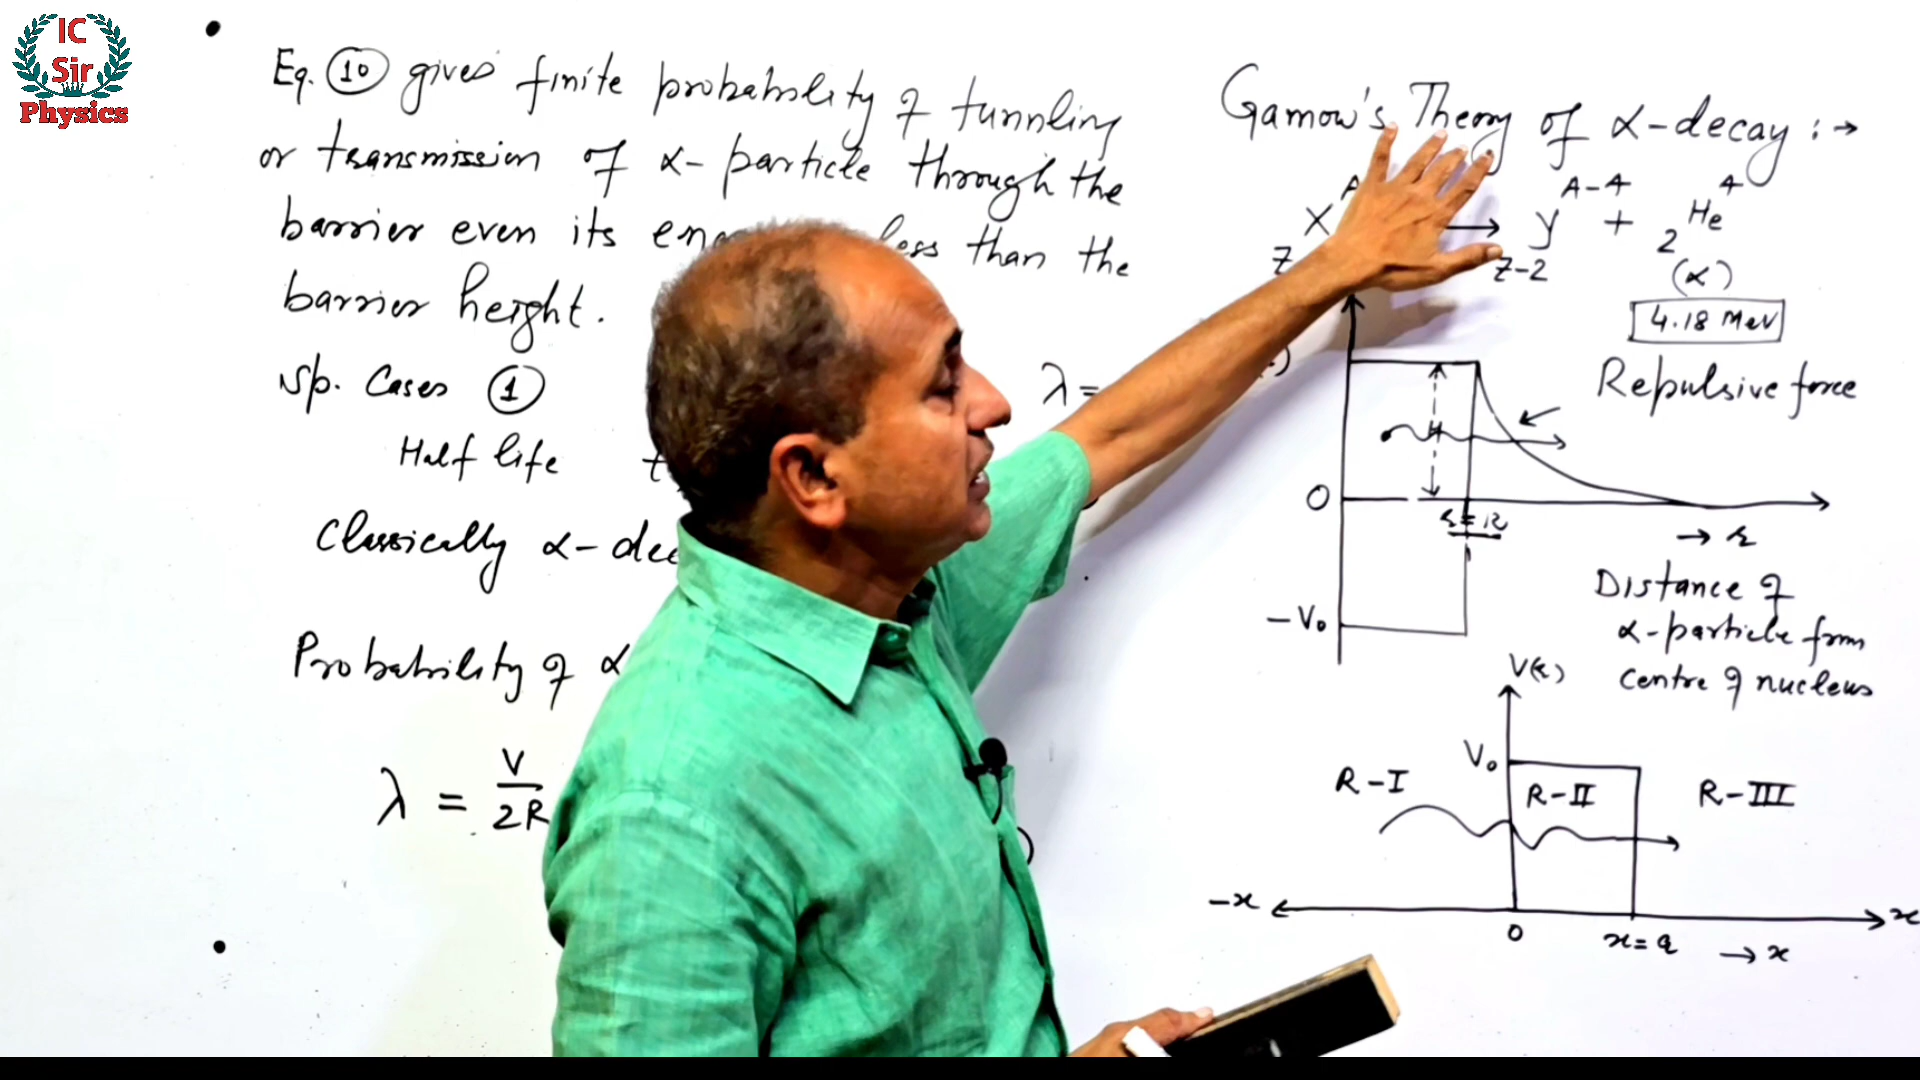 IC
Sir
Physics
Eq. 10 gives finite probability of tunnling
or transmission of α-particle through the
barrier even its less than the
barrier height.
Sp. Cases 1
Half life
Classically α-
Probability of α
λ = V/2R
λ =
Gamow's Theory of α-decay :→
X Z A → Y Z-2 A-4 + 2 He 4
(α)
4.18 MeV
Repulsive force
0
r = R
→ r
-V₀
Distance of
α-particle from
centre of nucleus
V(r)
V₀
R-I R-II R-III
-x x
0 x=a → x